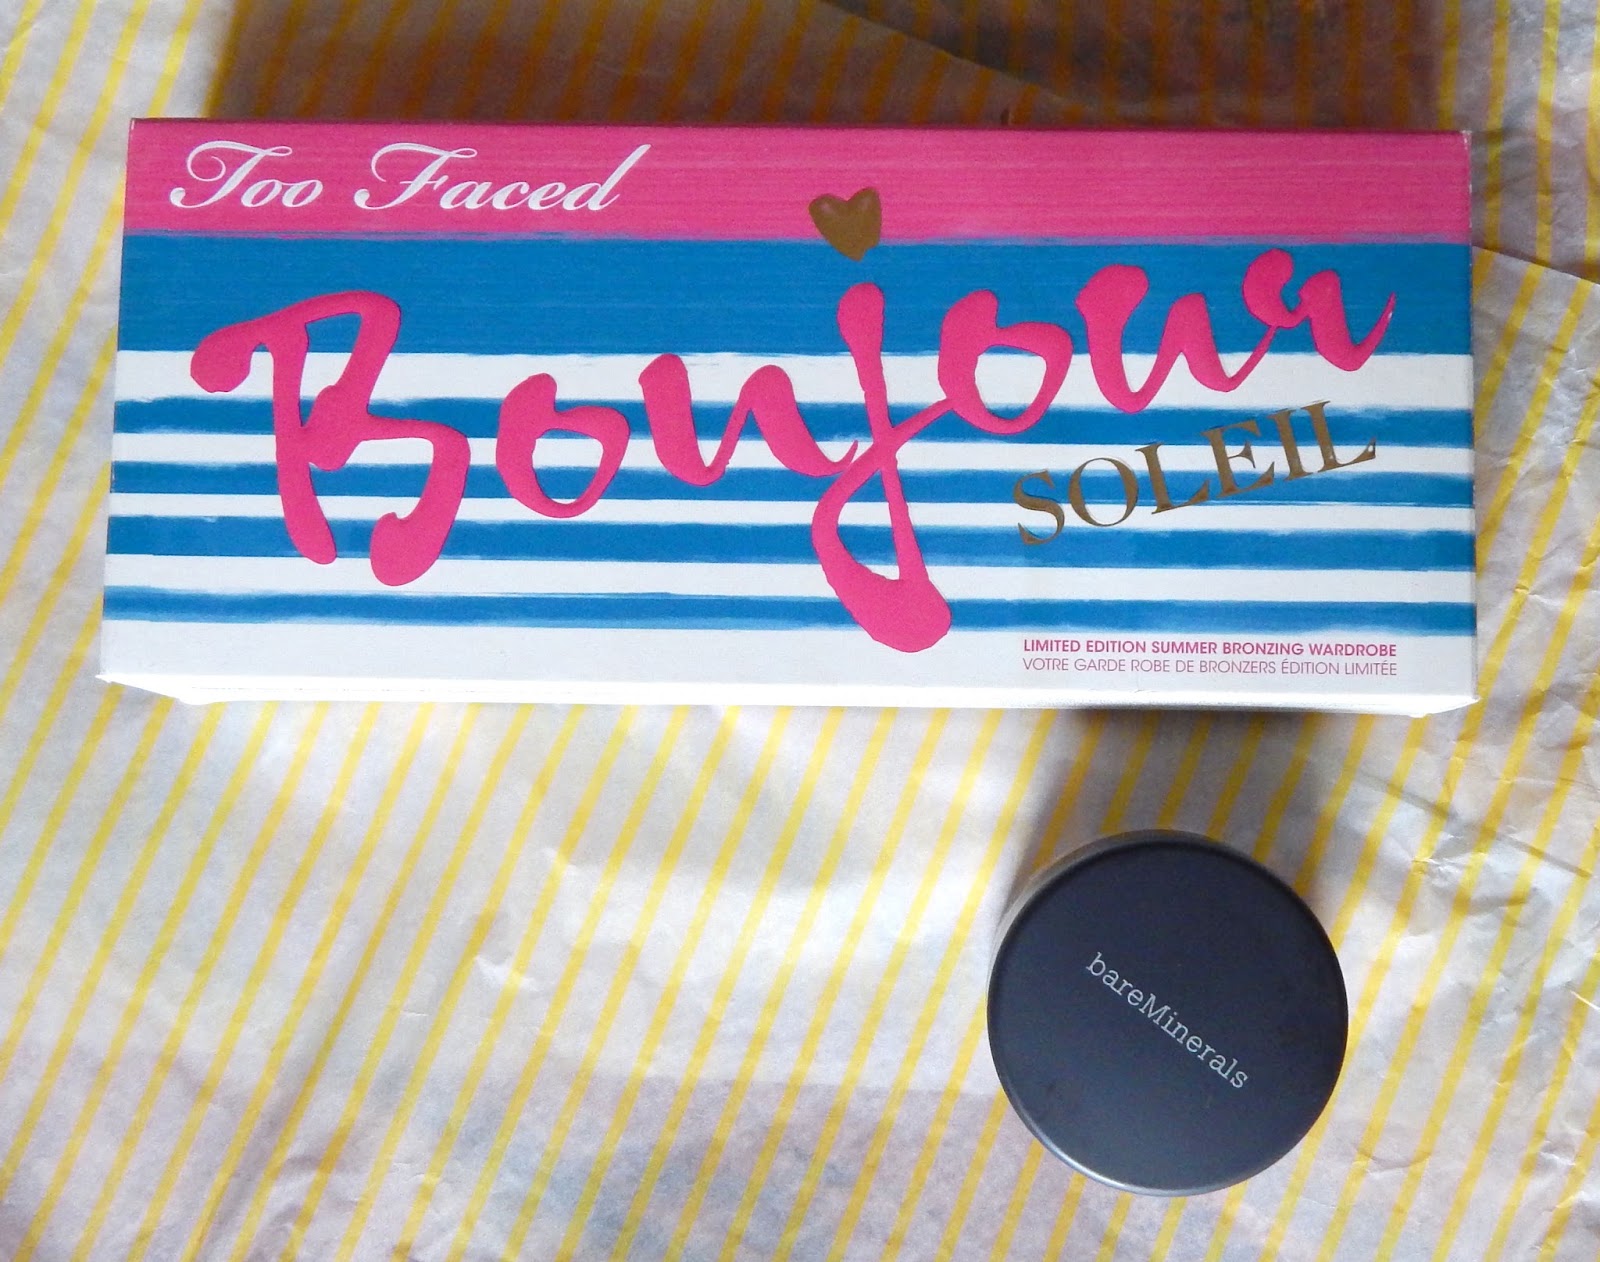 Too Faced
Bonjour
SOLEIL
LIMITED EDITION SUMMER BRONZING WARDROBE
VOTRE GARDE ROBE DE BRONZERS ÉDITION LIMITÉE
bareMinerals